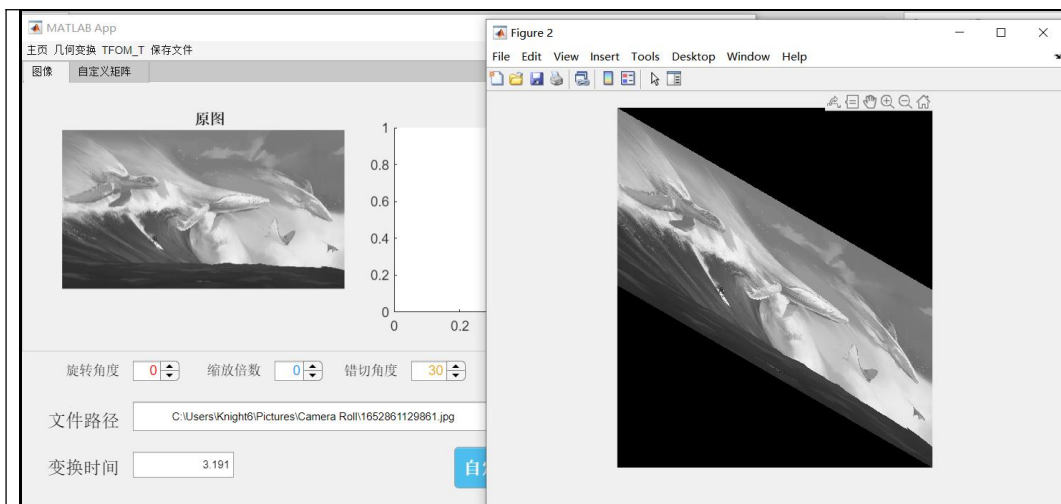 MATLAB App
主页 几何变换 TFOM_T 保存文件
图像 自定义矩阵
原图
1
0.8
0.6
0.4
0.2
0
0 0.2
旋转角度 0 缩放倍数 0 错切角度 30
文件路径 C:\Users\Knight6\Pictures\Camera Roll\1652861129861.jpg
变换时间 3.191
自
Figure 2
File Edit View Insert Tools Desktop Window Help